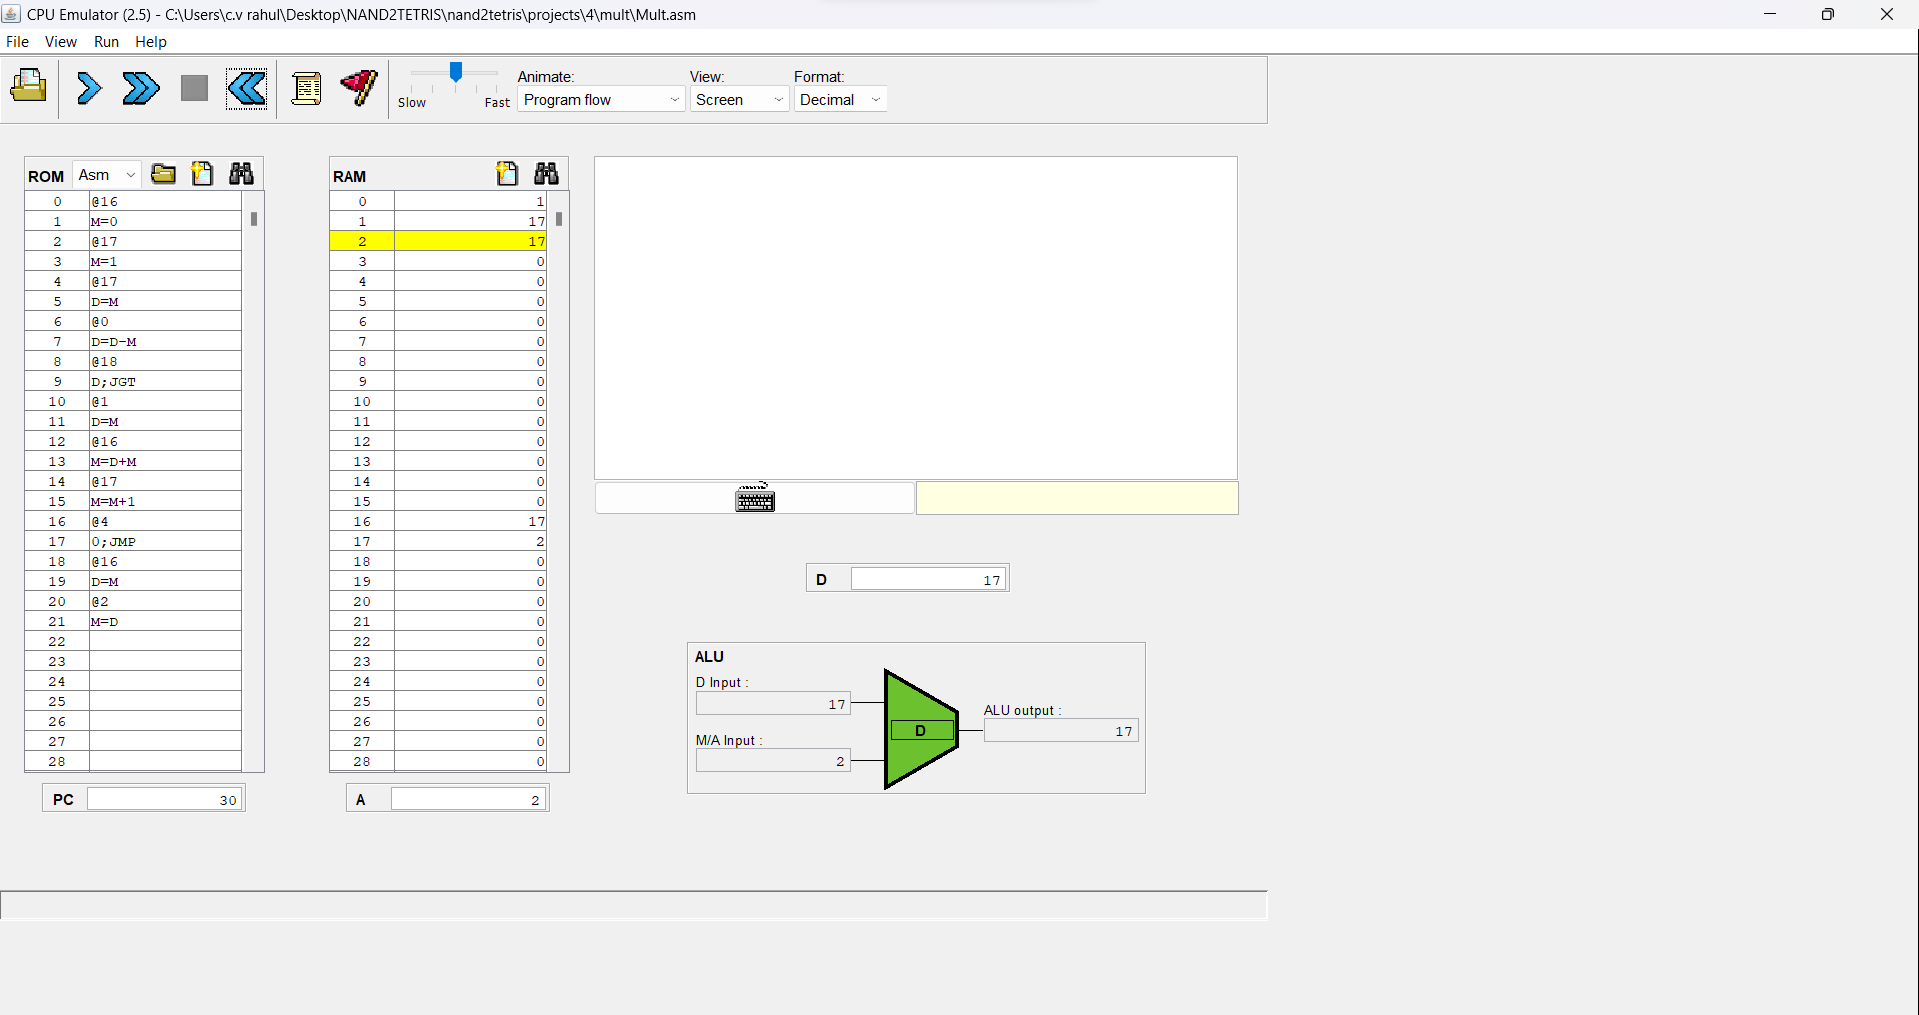 CPU Emulator (2.5) - C:\Users\c.v rahul\Desktop\NAND2TETRIS\nand2tetris\projects\4\mult\Mult.asm
File View Run Help
Slow Fast
Animate:
Program flow
View:
Screen
Format:
Decimal
ROM Asm
0 @16
1 M=0
2 @17
3 M=1
4 @17
5 D=M
6 @0
7 D=D-M
8 @18
9 D;JGT
10 @1
11 D=M
12 @16
13 M=D+M
14 @17
15 M=M+1
16 @4
17 0;JMP
18 @16
19 D=M
20 @2
21 M=D
22
23
24
25
26
27
28
PC 30
RAM
0 1
1 17
2 17
3 0
4 0
5 0
6 0
7 0
8 0
9 0
10 0
11 0
12 0
13 0
14 0
15 0
16 17
17 2
18 0
19 0
20 0
21 0
22 0
23 0
24 0
25 0
26 0
27 0
28 0
A 2
D 17
ALU
D Input :
17
M/A Input :
2
D
ALU output :
17